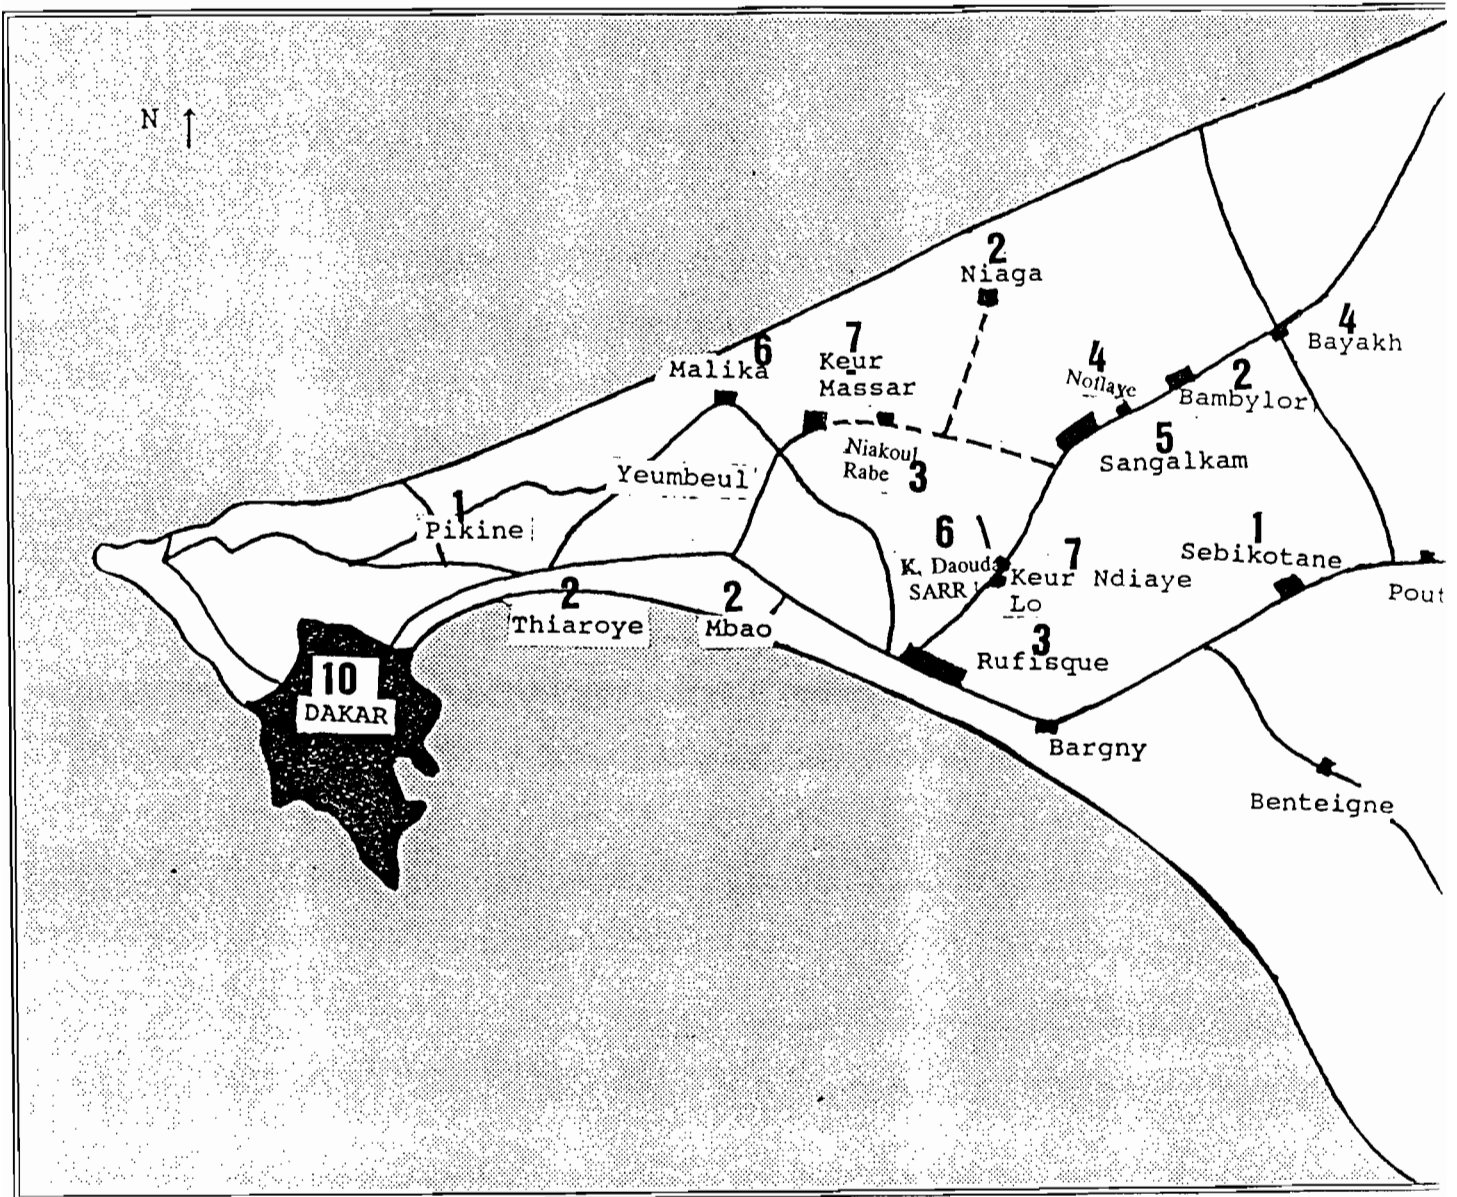 N
2
Niaga
4
Bayakh
6
Malika
7
Keur
Massar
4
Noflaye
2
Bambylor
5
Sangalkam
Niakoul
Rabe 3
Yeumbeul
1
Pikine
6
K. Daouda
SARR
7
Keur Ndiaye
Lo
1
Sebikotane
Pout
2
Thiaroye
2
Mbao
3
Rufisque
10
DAKAR
Bargny
Benteigne